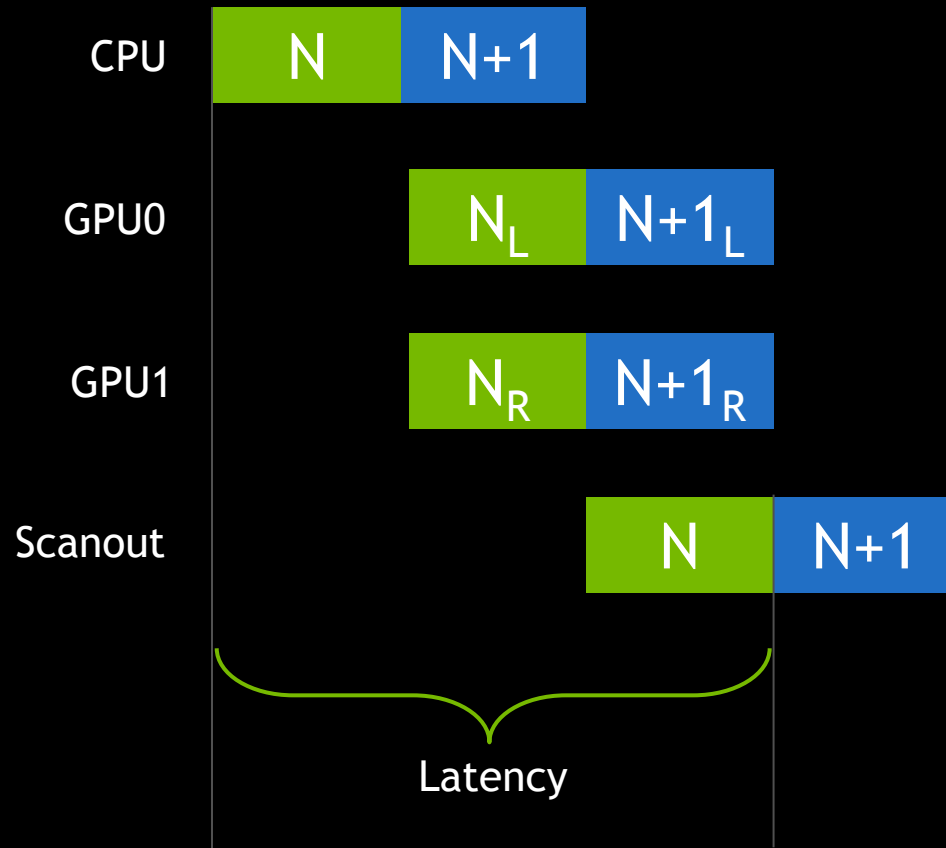 CPU N N+1
GPU0 N_L N+1_L
GPU1 N_R N+1_R
Scanout N N+1
Latency